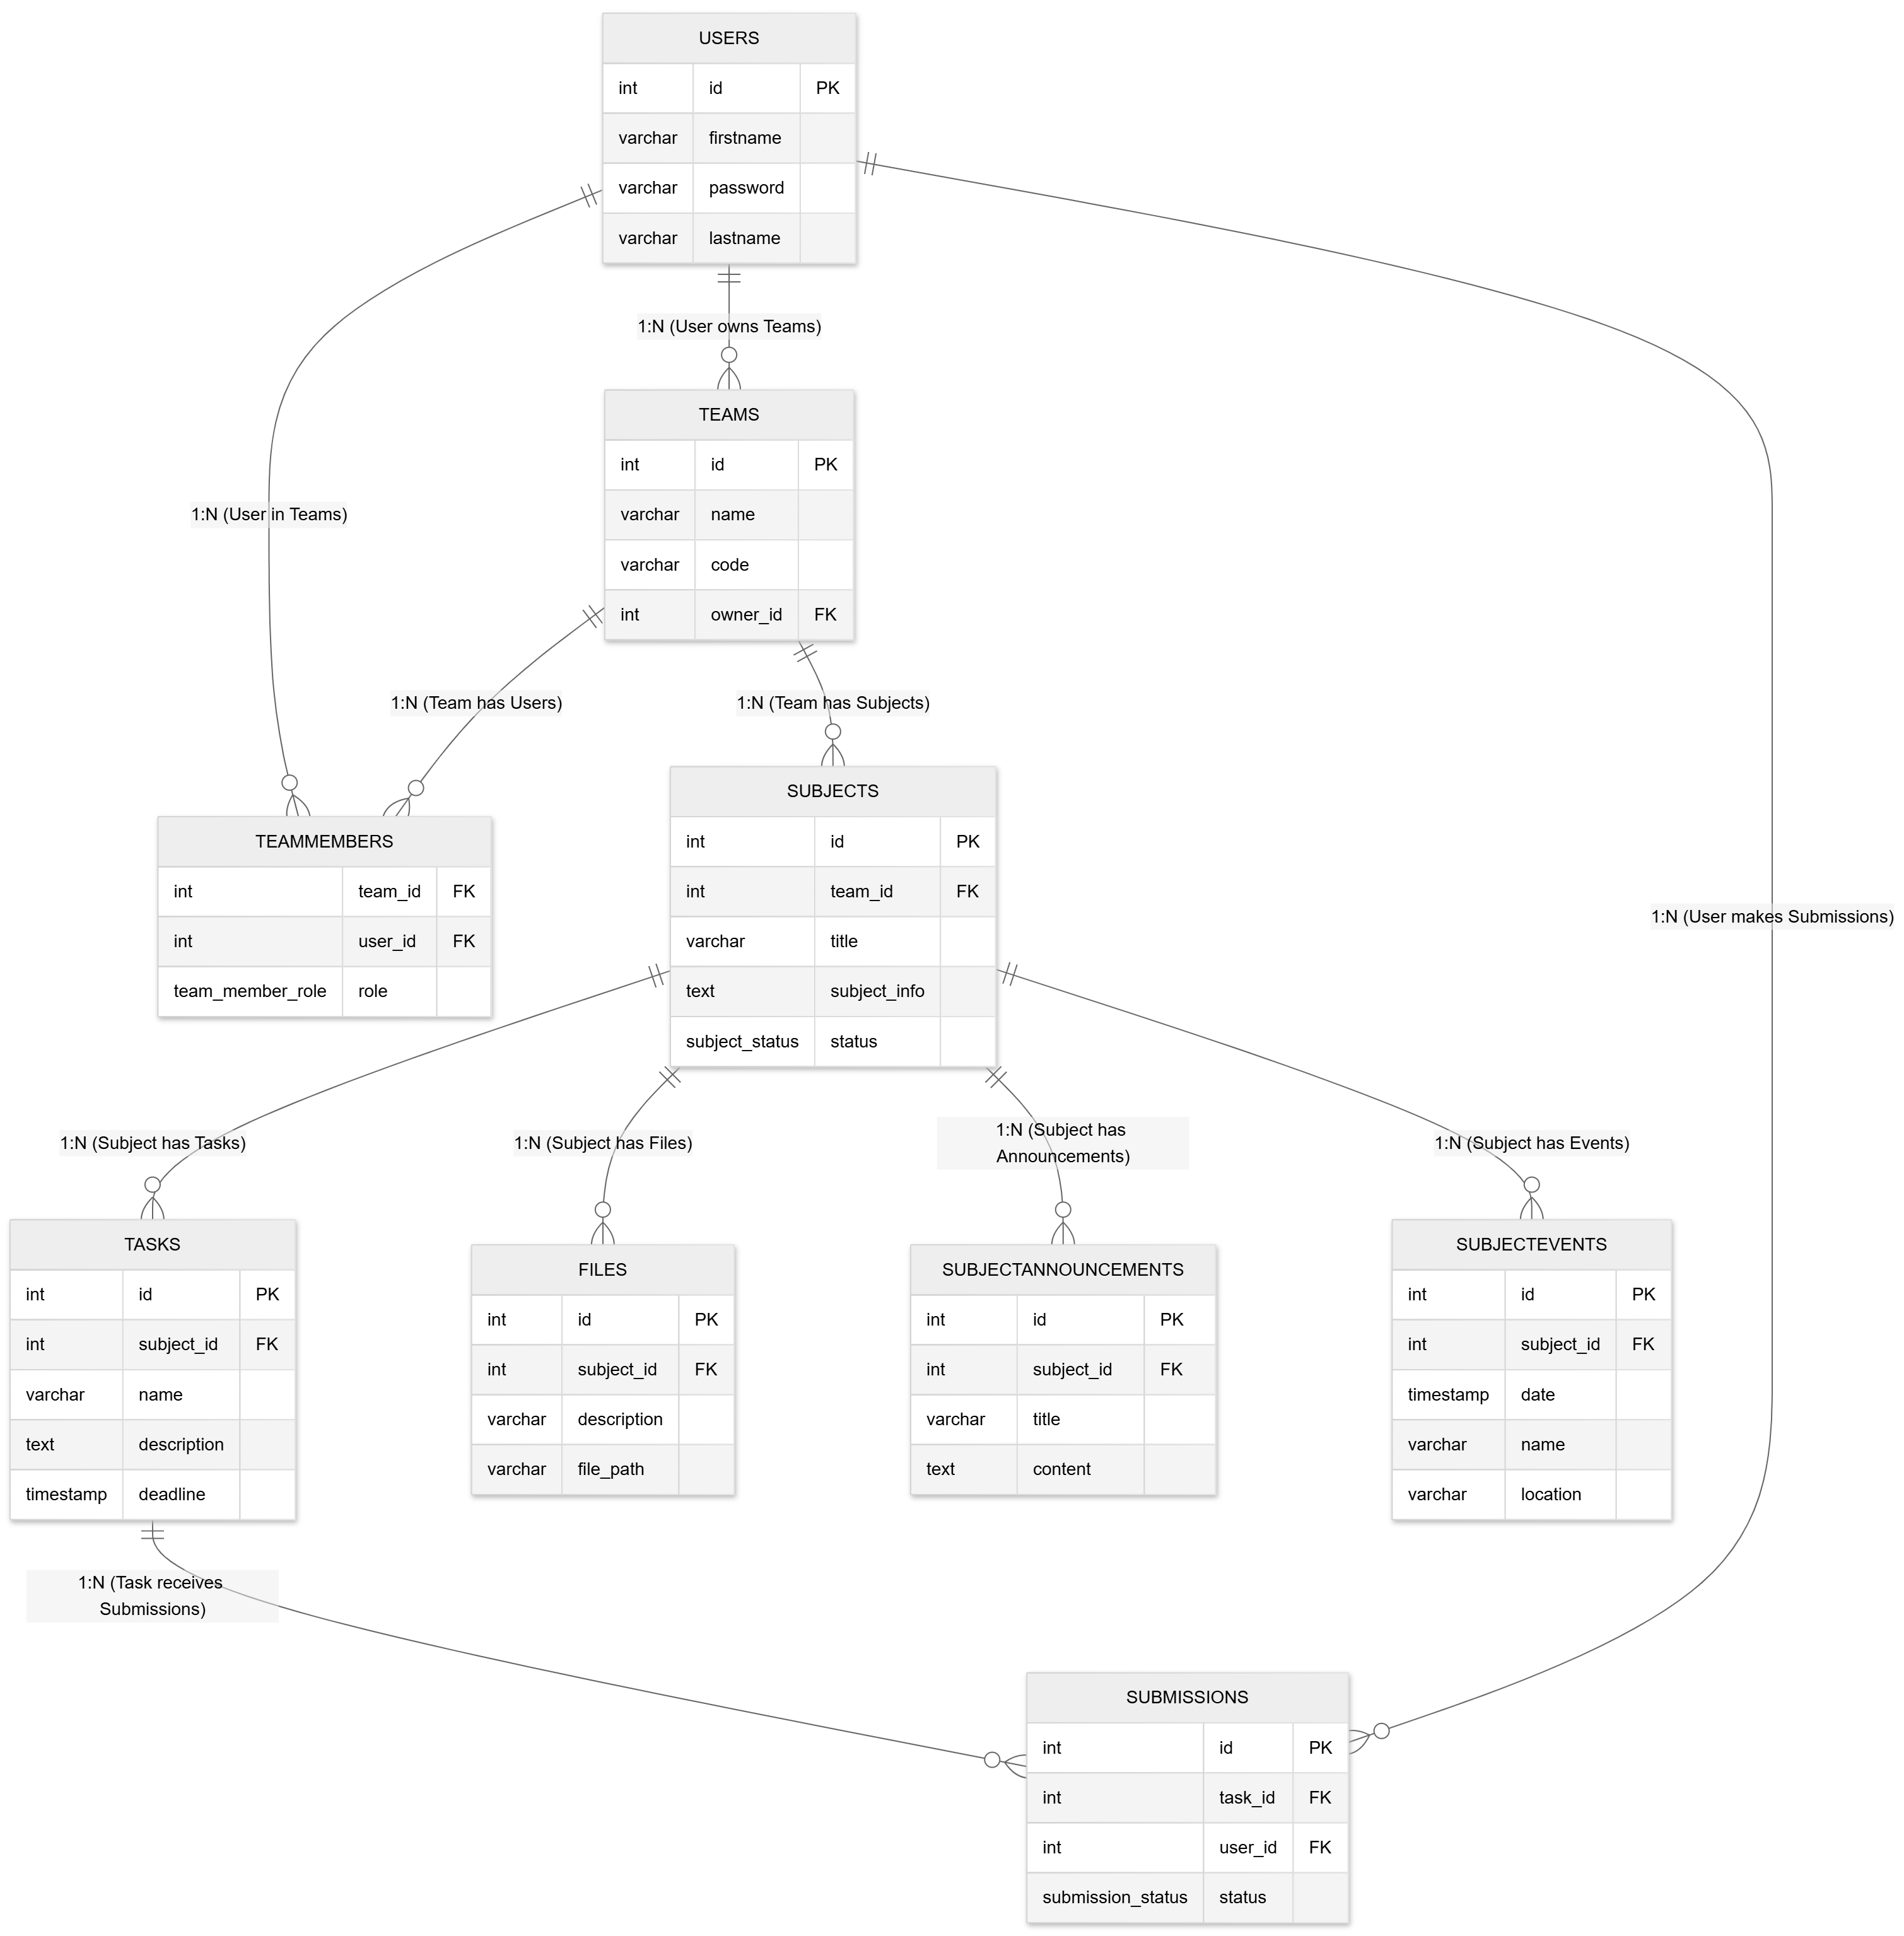 USERS
int id PK
varchar firstname
varchar password
varchar lastname
1:N (User owns Teams)
TEAMS
int id PK
varchar name
varchar code
int owner_id FK
1:N (User in Teams)
1:N (Team has Users)
1:N (Team has Subjects)
TEAMMEMBERS
int team_id FK
int user_id FK
team_member_role role
SUBJECTS
int id PK
int team_id FK
varchar title
text subject_info
subject_status status
1:N (User makes Submissions)
1:N (Subject has Tasks)
1:N (Subject has Files)
1:N (Subject has
Announcements)
1:N (Subject has Events)
TASKS
int id PK
int subject_id FK
varchar name
text description
timestamp deadline
FILES
int id PK
int subject_id FK
varchar description
varchar file_path
SUBJECTANNOUNCEMENTS
int id PK
int subject_id FK
varchar title
text content
SUBJECTEVENTS
int id PK
int subject_id FK
timestamp date
varchar name
varchar location
1:N (Task receives
Submissions)
SUBMISSIONS
int id PK
int task_id FK
int user_id FK
submission_status status